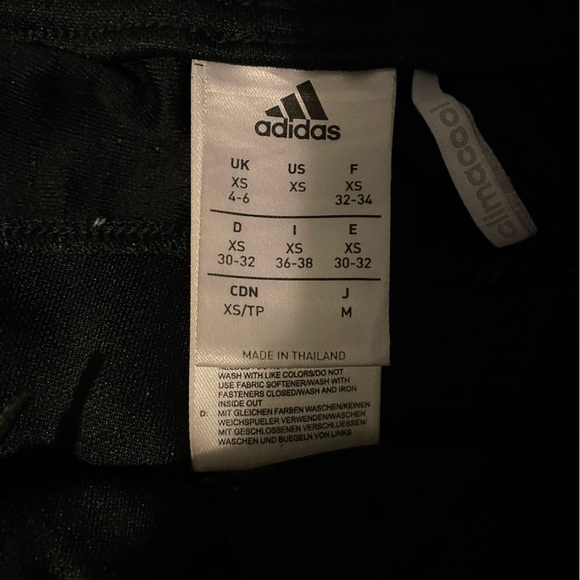 adidas
UK US F
XS XS XS
4-6 32-34
D I E
XS XS XS
30-32 36-38 30-32
CDN J
XS/TP M
MADE IN THAILAND
WASH WITH LIKE COLORS/DO NOT
USE FABRIC SOFTENER/WASH WITH
FASTENERS CLOSED/WASH AND IRON
INSIDE OUT
D: MIT GLEICHEN FARBEN WASCHEN/KEINEN
WEICHSPUELER VERWENDEN/WASCHEN
MIT GESCHLOSSENEN VERSCHLUESSEN/
WASCHEN UND BUEGELN VON LINKS
climacool